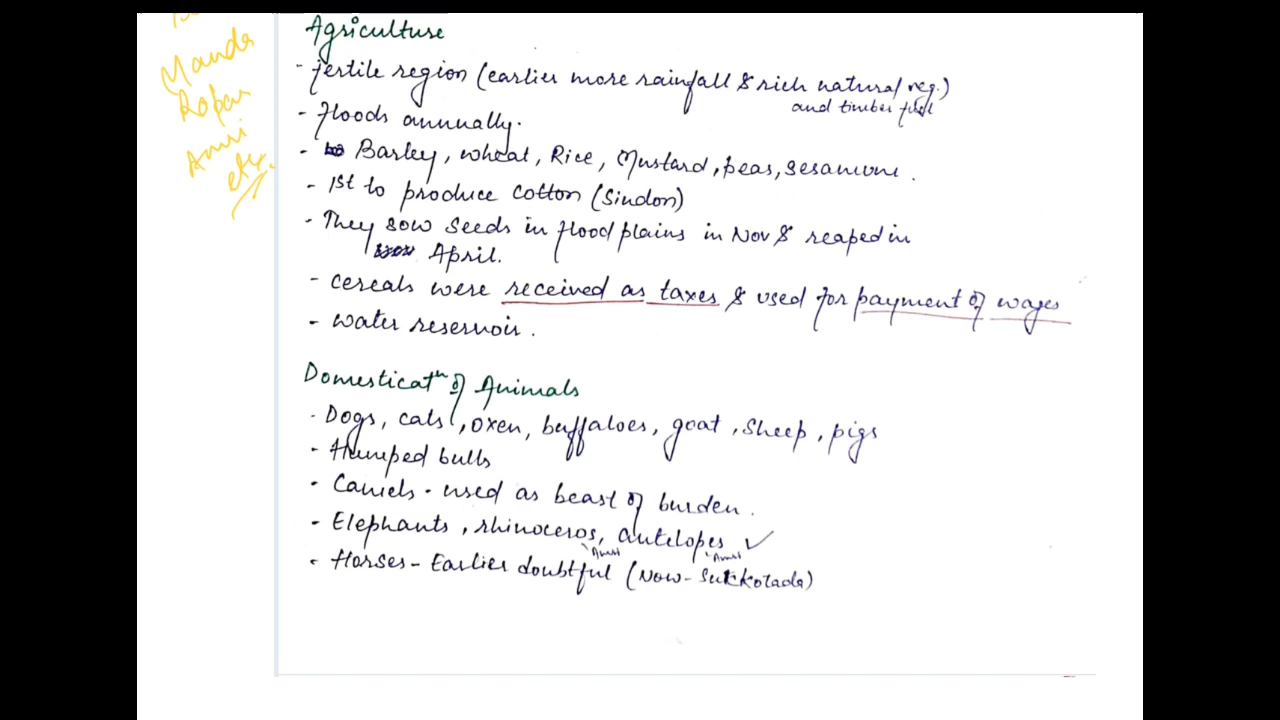 Manda
Ropar
Amri
etc.
Agriculture
- fertile region (earlier more rainfall & rich natural veg.)
and timber fuel
- Floods annually.
- Barley, wheat, Rice, Mustard, peas, sesamum.
- 1st to produce cotton (Sindon)
- They sow seeds in flood plains in Nov & reaped in
April.
- cereals were received as taxes & used for payment of wages
- water reservoir.
Domesticatn of Animals
- Dogs, cats, oxen, buffaloes, goat, sheep, pigs
- Humped bulls
- Camels - used as beast of burden.
- Elephants, rhinoceros, antelopes ✓
Amri Amri
- Horses - Earlier doubtful (Now - Surkotada)